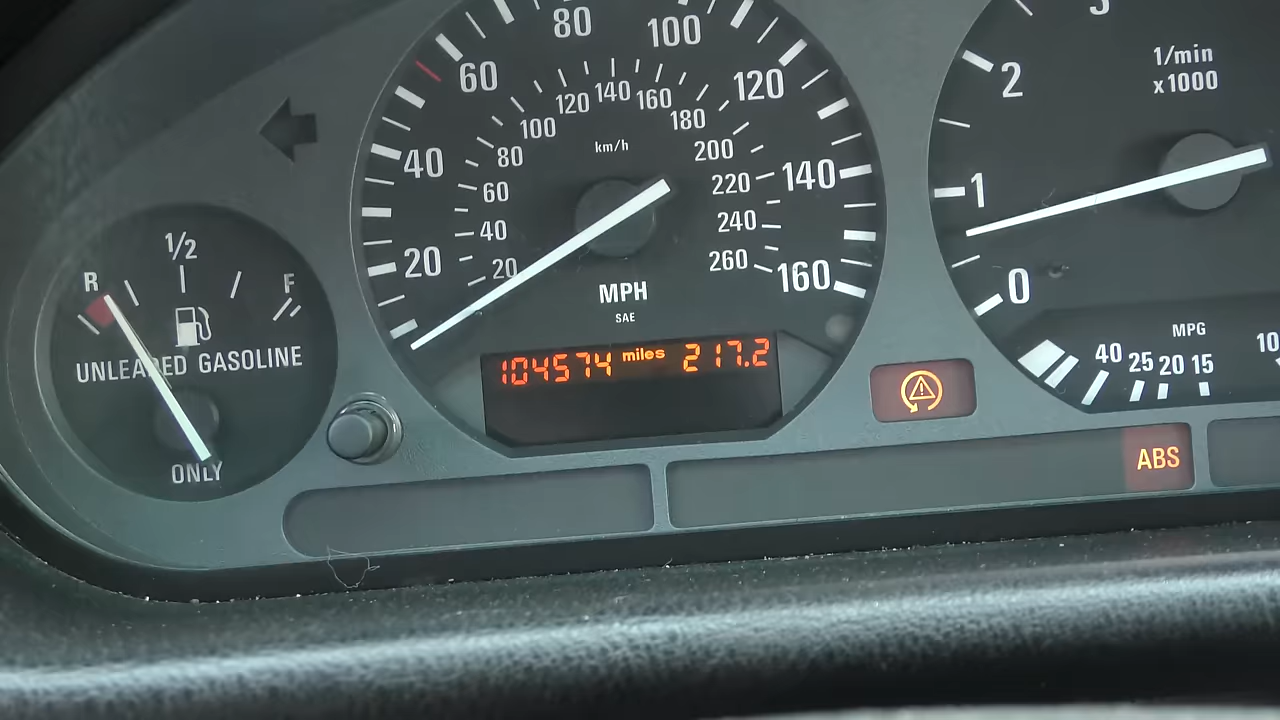 80
100
60
120
40
140
20
160
120 140 160
100
180
80
200
60
220
40
240
20
260
km/h
MPH
SAE
104574 miles 217.2
R
1/2
F
UNLEADED GASOLINE
ONLY
3
2
1
0
1/min
x1000
MPG
40 25 20 15 10
ABS